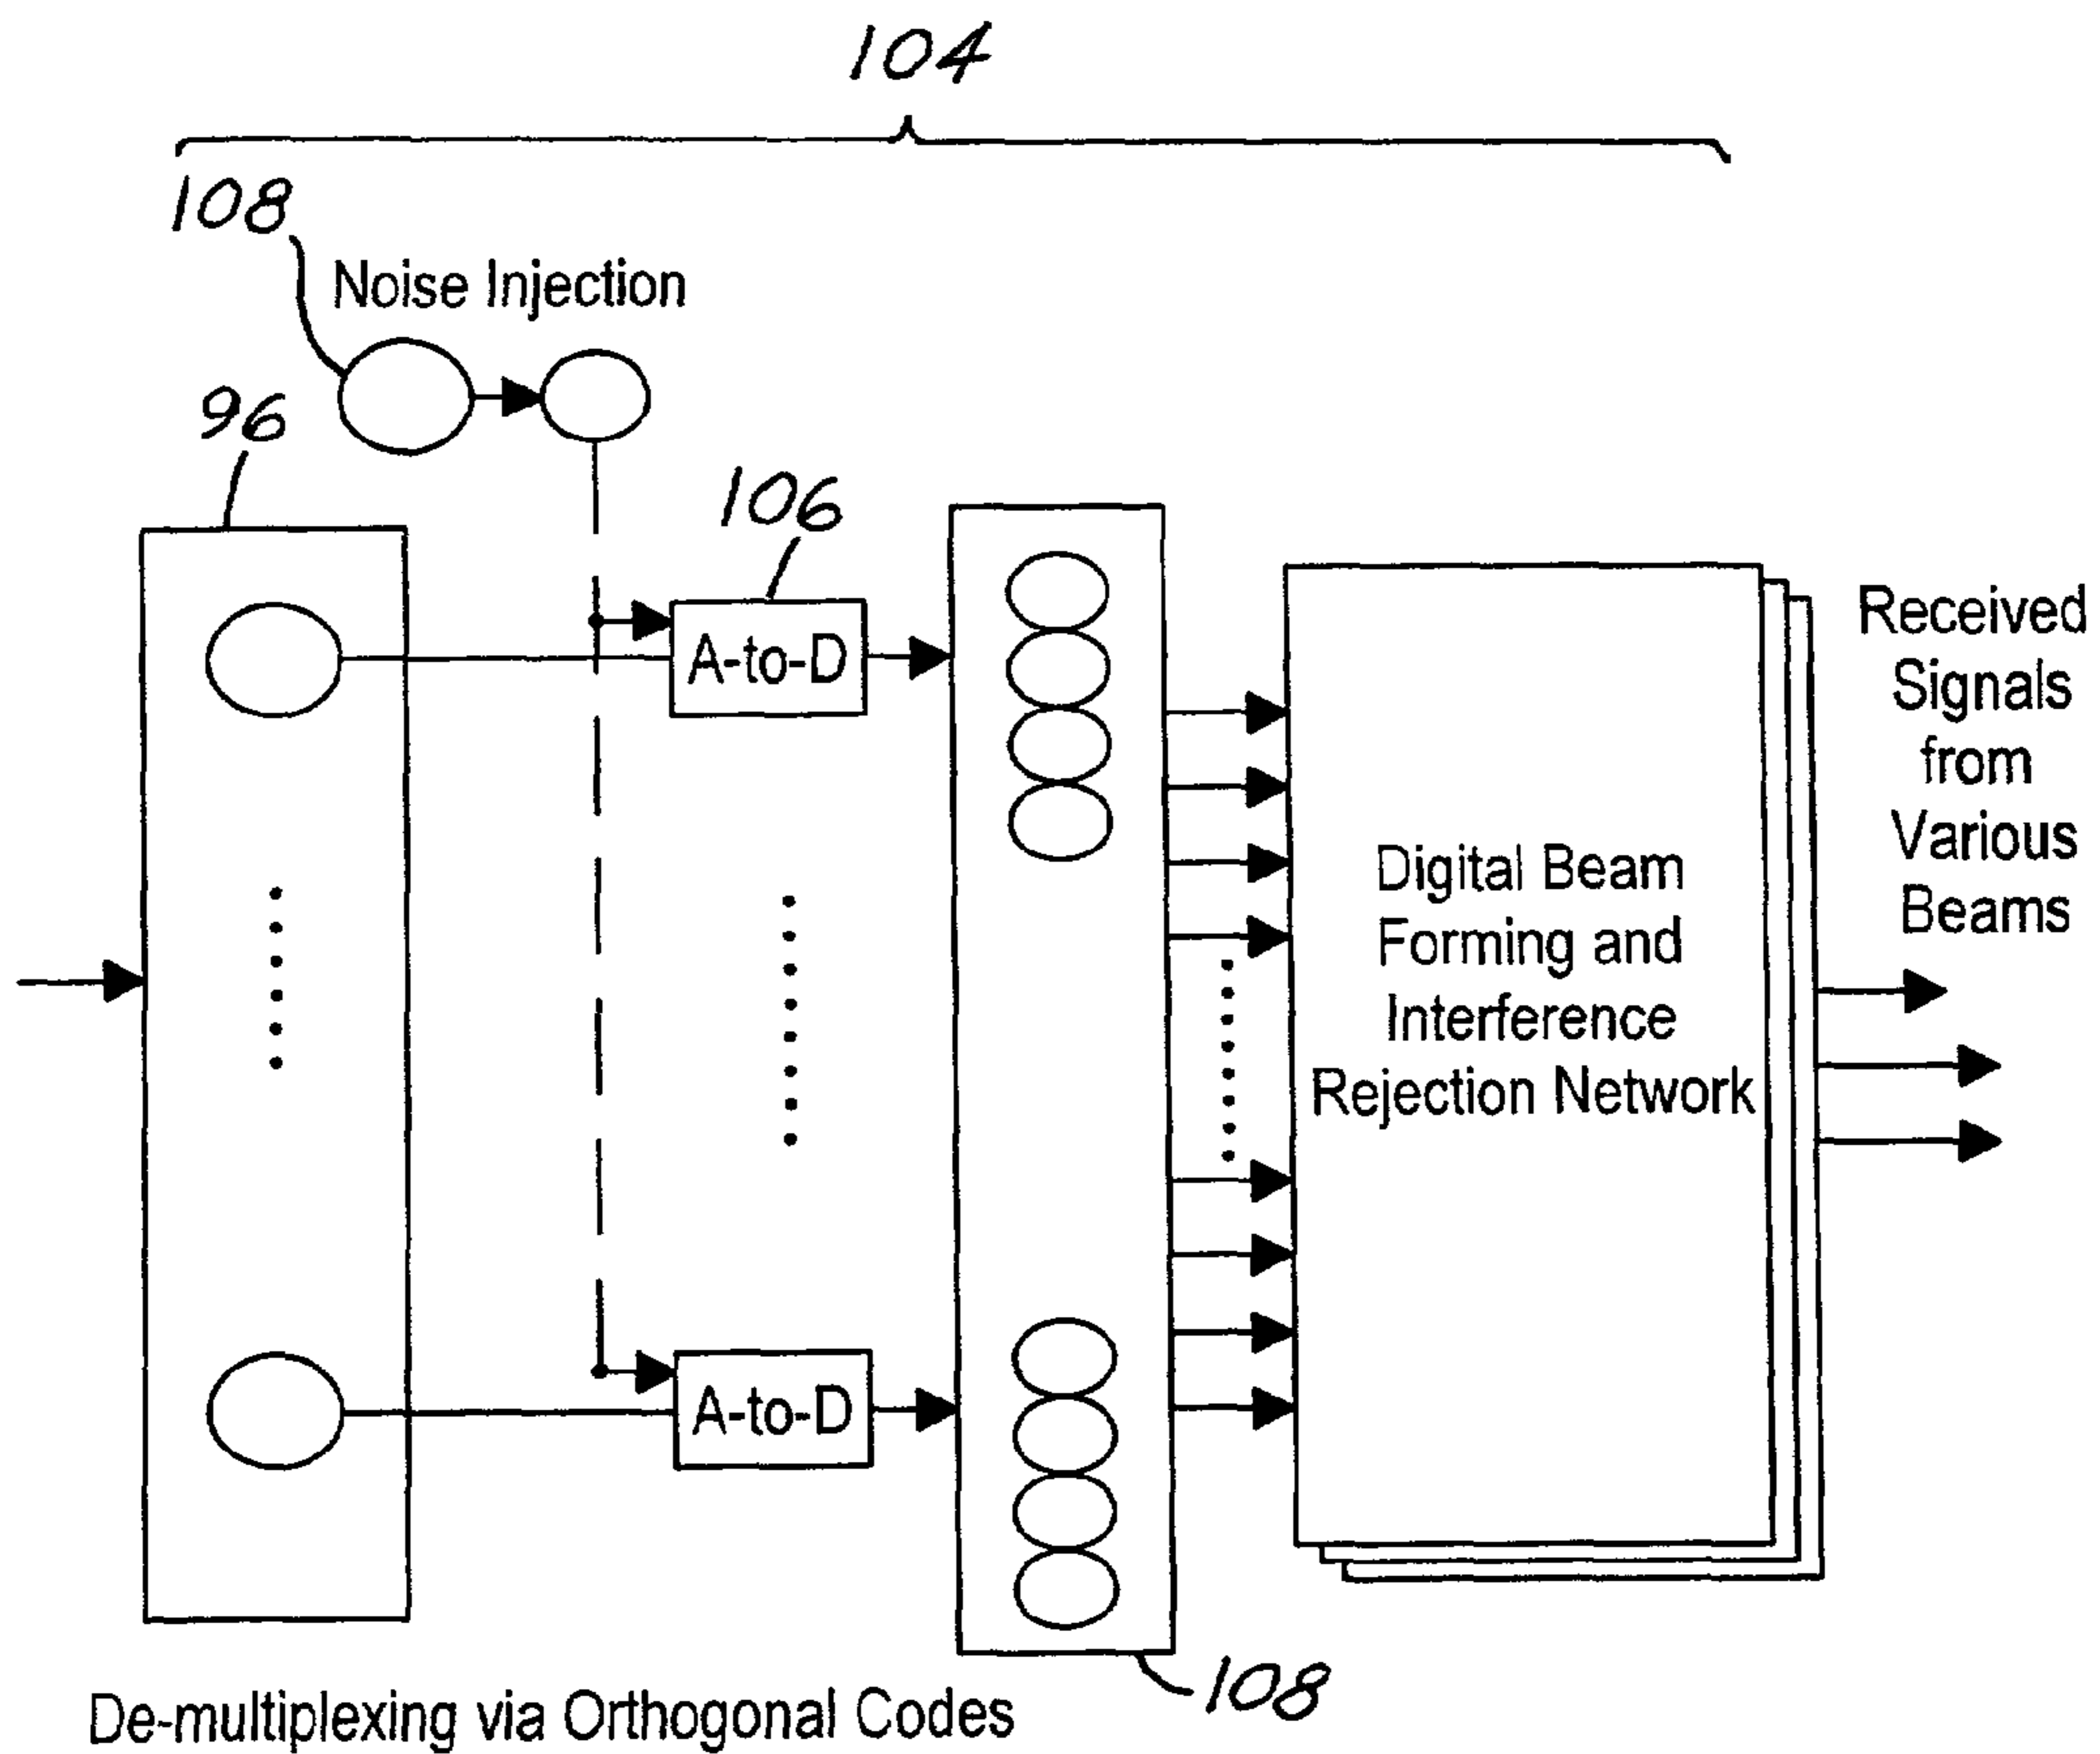 104
108
Noise Injection
96
106
A-to-D
Received
Signals
from
Various
Beams
Digital Beam
Forming and
Interference
Rejection Network
A-to-D
108
De-multiplexing via Orthogonal Codes